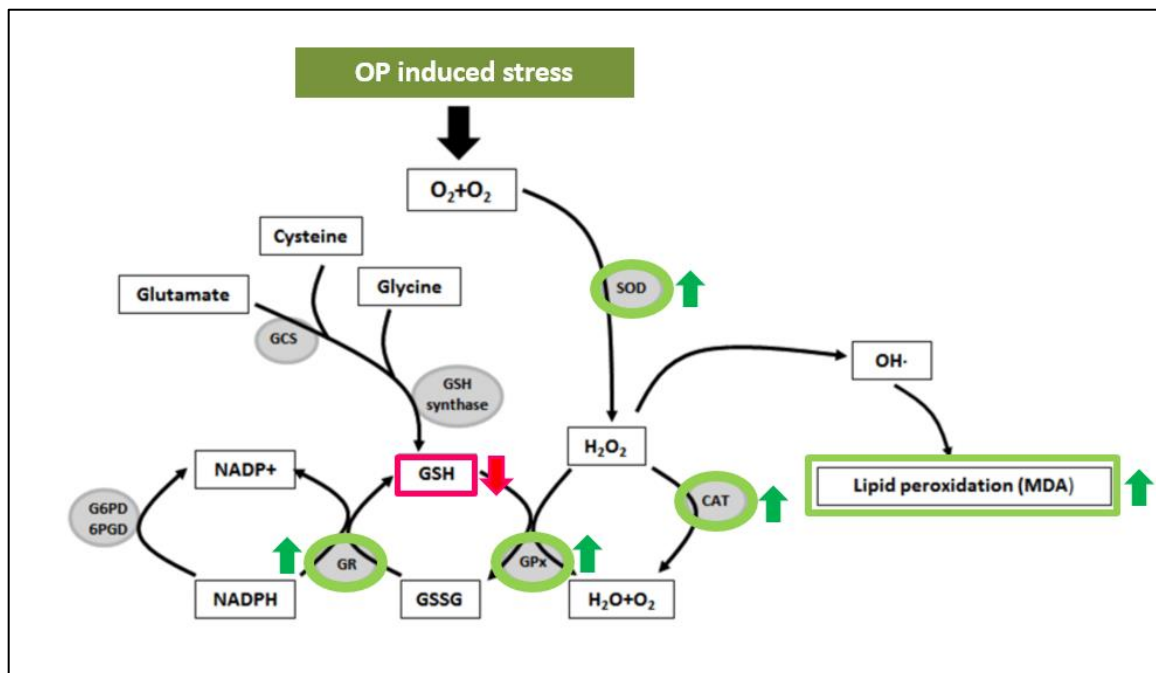 OP induced stress
O₂+O₂
Cysteine
Glutamate
Glycine
SOD
GCS
GSH
synthase
OH·
H₂O₂
NADP+
GSH
Lipid peroxidation (MDA)
CAT
G6PD
6PGD
GR
GPx
NADPH
GSSG
H₂O+O₂